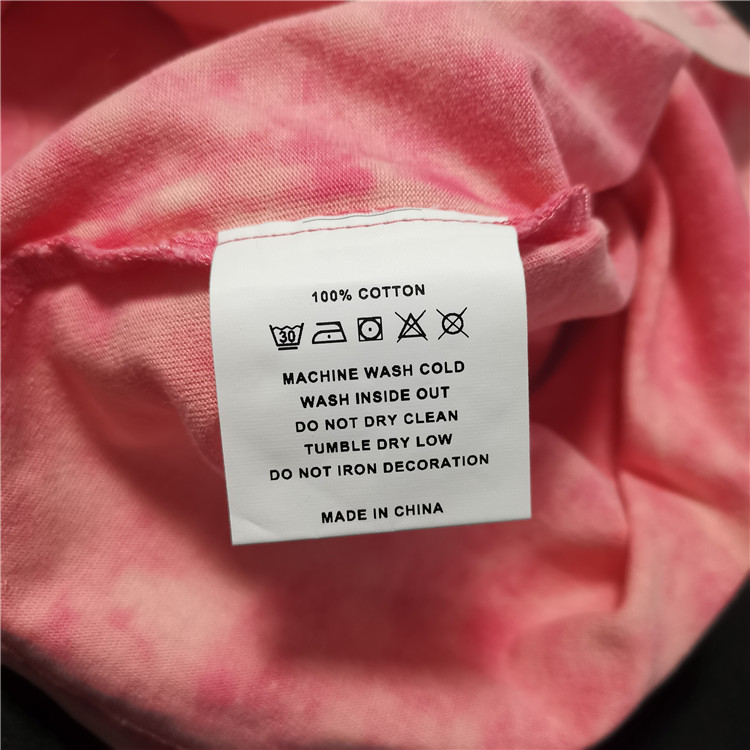 100% COTTON
30
MACHINE WASH COLD
WASH INSIDE OUT
DO NOT DRY CLEAN
TUMBLE DRY LOW
DO NOT IRON DECORATION
MADE IN CHINA